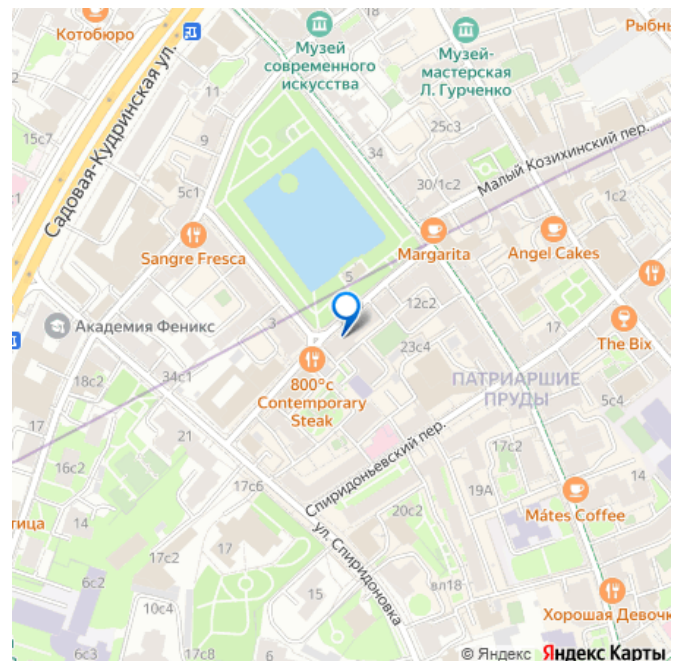 18
Котобюро
Музей
современного
искусства
Музей-
мастерская
Л. Гурченко
Рыбны
Садовая-Кудринская ул.
11
9
15с7
5с1
25с3
34
30/1с2
Малый Козихинский пер.
1с2
Sangre Fresca
Margarita
Angel Cakes
5
12с2
3
17
The Bix
Академия Феникс
23с4
800°c
Contemporary
Steak
ПАТРИАРШИЕ
ПРУДЫ
34с1
18с2
5с4
17
21
16с2
17с6
Спиридоньевский пер.
17с2
19А
14
тица
14
20с2
Mátes Coffee
17
17с2
ул. Спиридоновка
6с2
15
вл18
10с4
Хорошая Девочк
6с3
17с8
6
© Яндекс Яндекс Карты